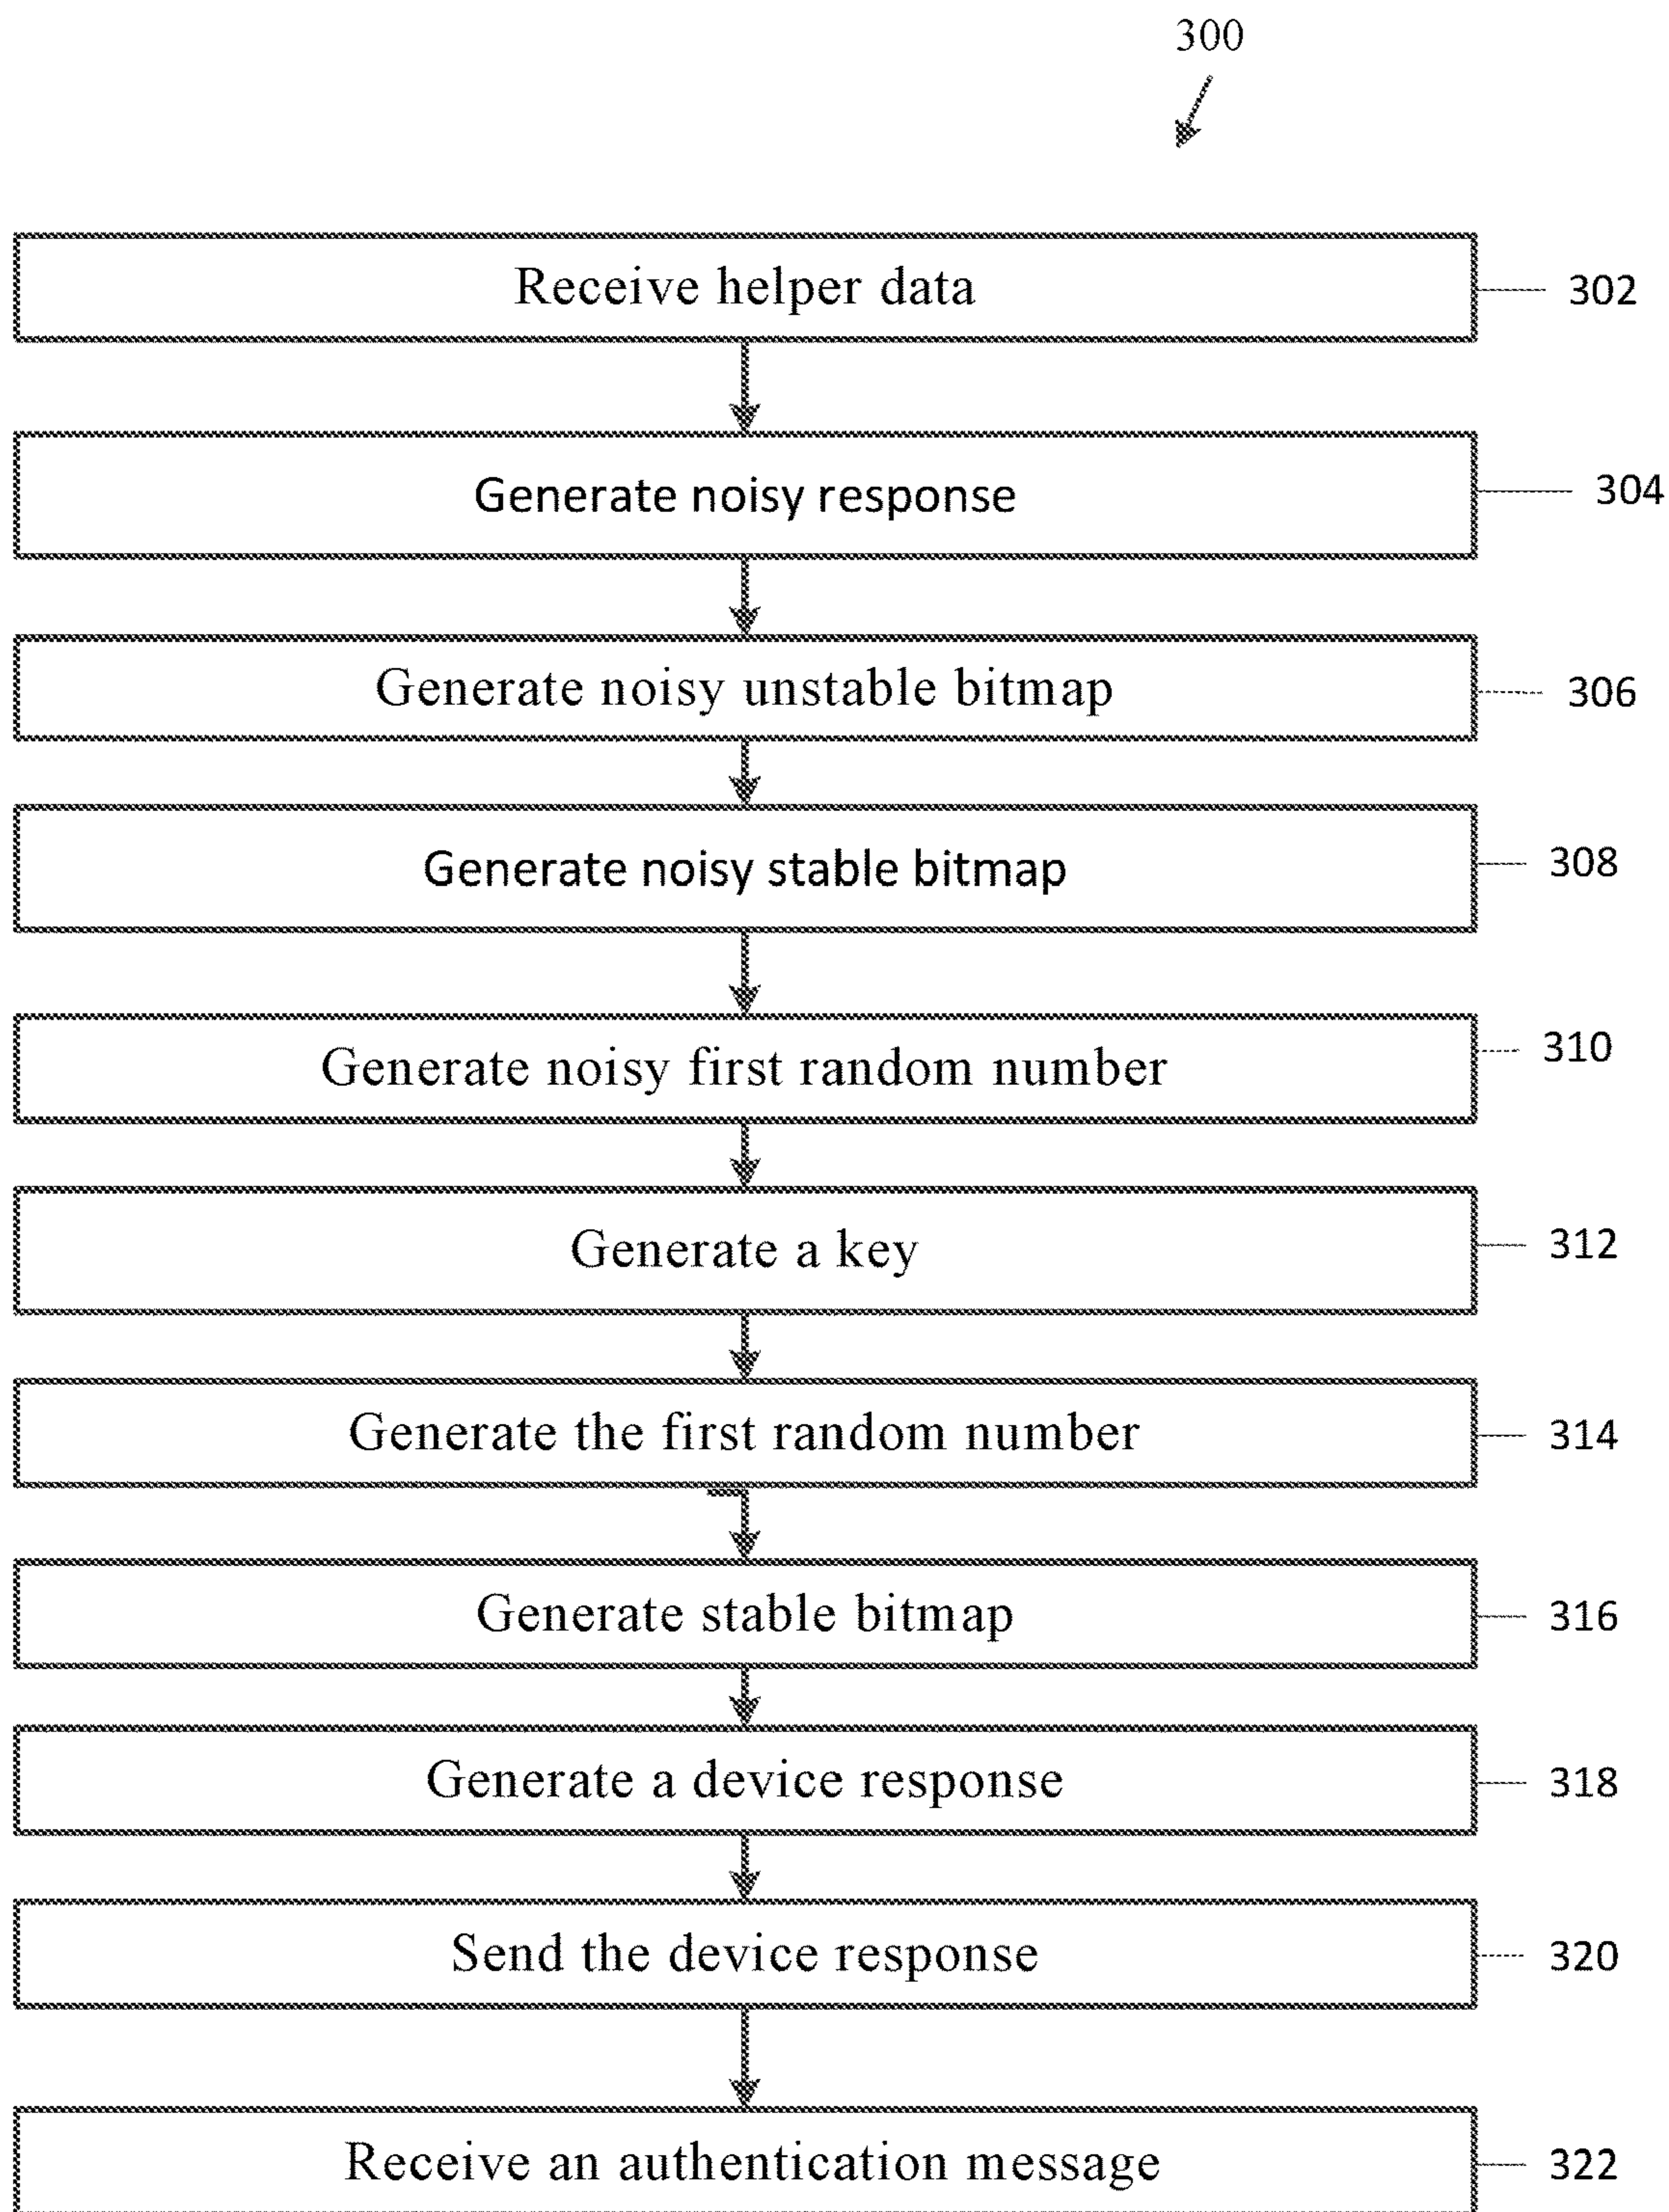 300
Receive helper data 302
Generate noisy response 304
Generate noisy unstable bitmap 306
Generate noisy stable bitmap 308
Generate noisy first random number 310
Generate a key 312
Generate the first random number 314
Generate stable bitmap 316
Generate a device response 318
Send the device response 320
Receive an authentication message 322